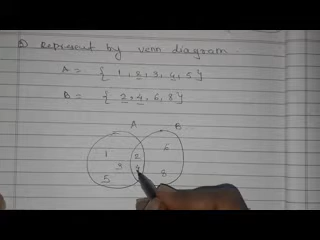 ③ Represent by venn diagram.
A = { 1, 2, 3, 4, 5 }
B = { 2, 4, 6, 8 }
A B
1 2 6
3 4
5 8